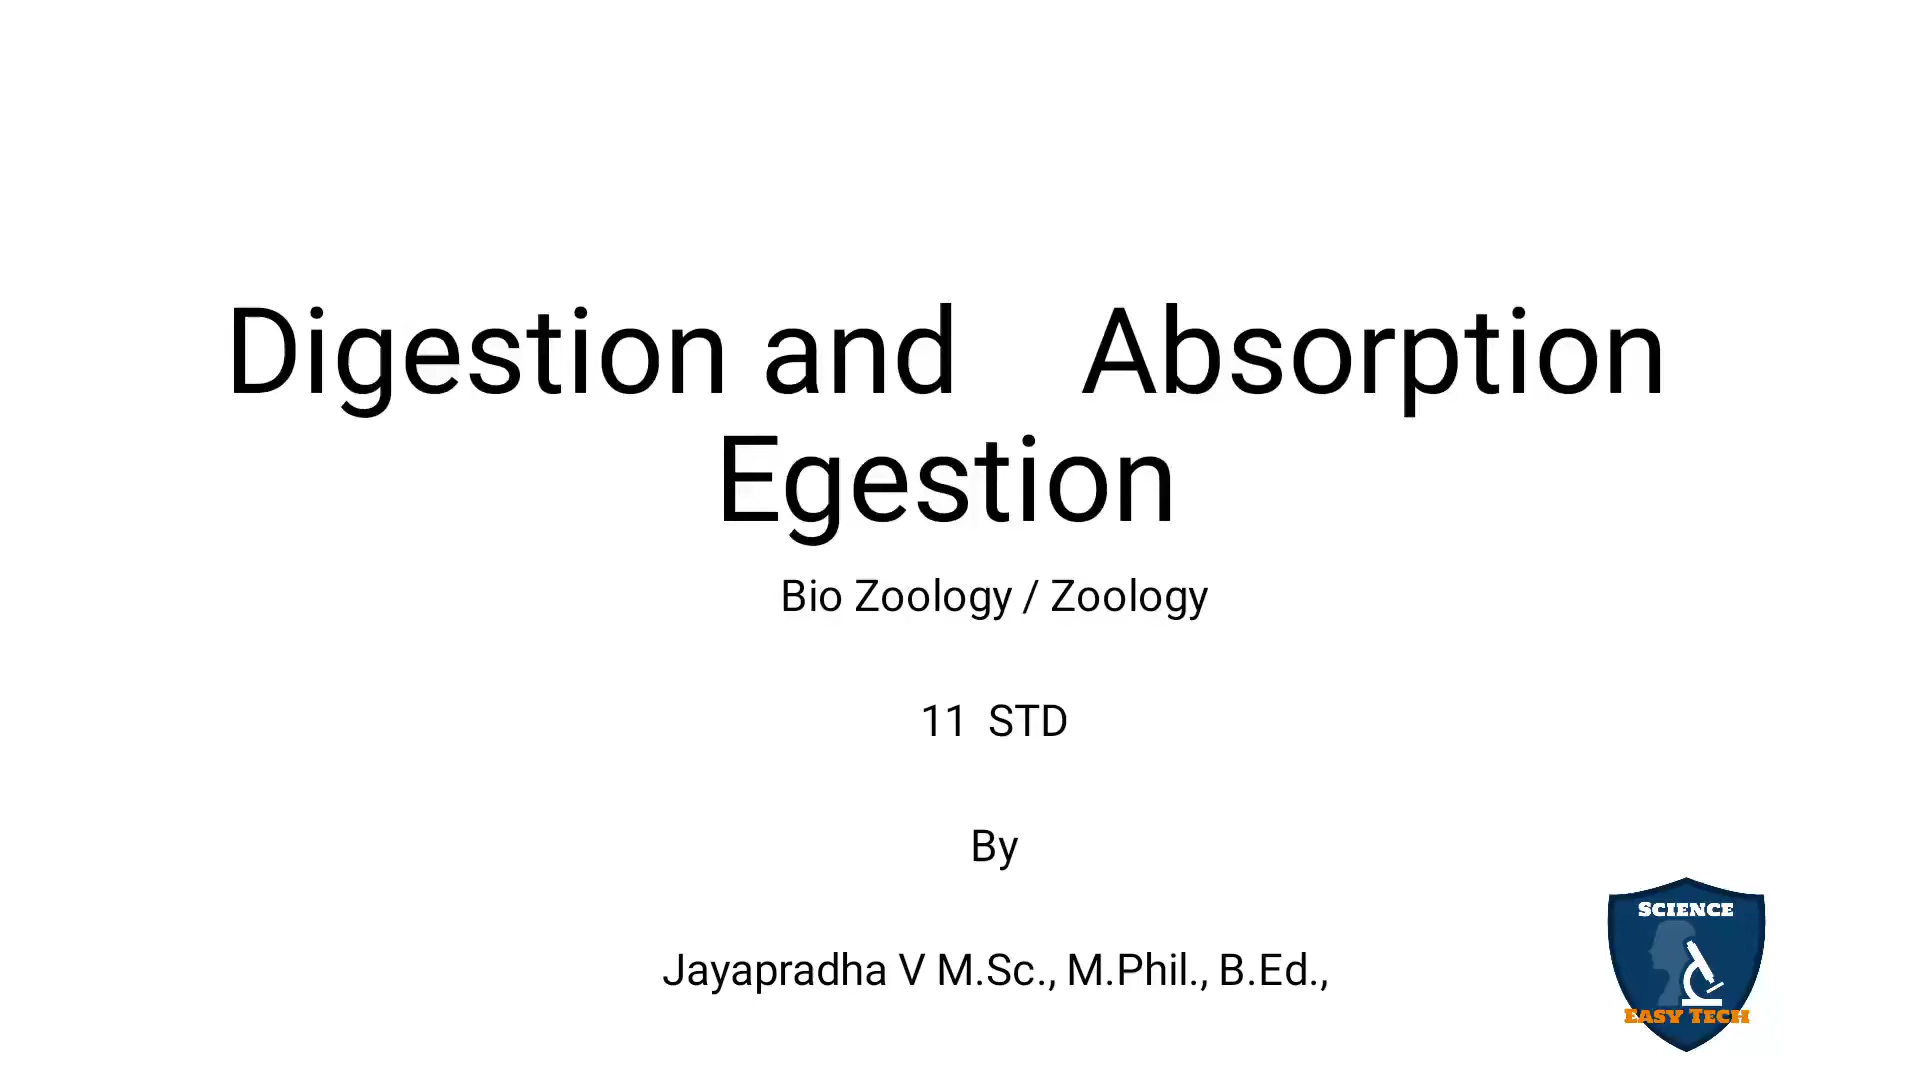 Digestion and Absorption
Egestion
Bio Zoology / Zoology
11 STD
By
Jayapradha V M.Sc., M.Phil., B.Ed.,
SCIENCE
EASY TECH